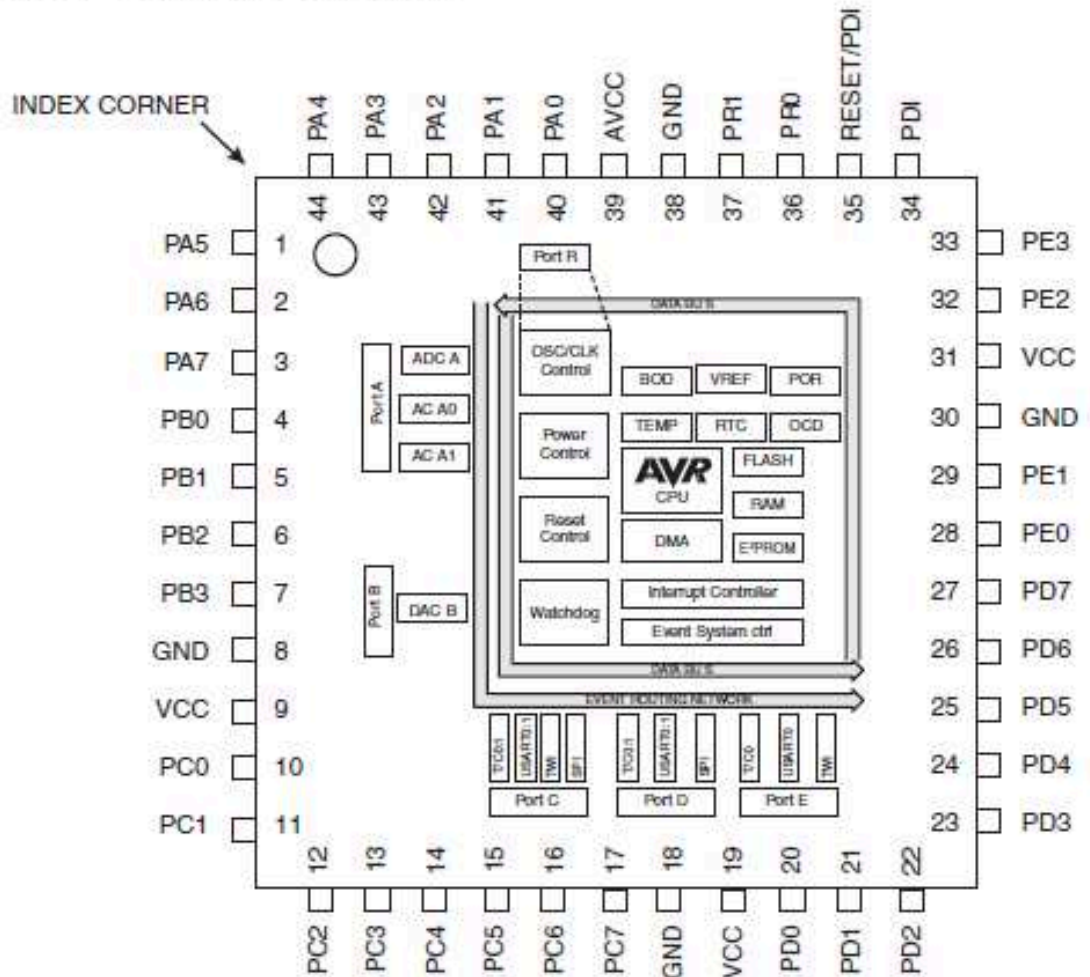 RESET/PDI
INDEX CORNER
PA4
PA3
PA2
PA1
PA0
AVCC
GND
PR1
PR0
PDI
44
43
42
41
40
39
38
37
36
35
34
PA5 1
PA6 2
PA7 3
PB0 4
PB1 5
PB2 6
PB3 7
GND 8
VCC 9
PC0 10
PC1 11
33 PE3
32 PE2
31 VCC
30 GND
29 PE1
28 PE0
27 PD7
26 PD6
25 PD5
24 PD4
23 PD3
Port R
DATA BUS
OSC/CLK
Control
BOD
VREF
POR
Power
Control
TEMP
RTC
OCD
AVR
CPU
FLASH
RAM
Reset
Control
DMA
E²PROM
Watchdog
Interrupt Controller
Event System ctrl
DATA BUS
EVENT ROUTING NETWORK
Port A
ADC A
AC A0
AC A1
Port B
DAC B
T/C0:1
USART0:1
TWI
SPI
T/C0:1
USART0:1
SPI
T/C0
USART0
TWI
Port C
Port D
Port E
12
13
14
15
16
17
18
19
20
21
22
PC2
PC3
PC4
PC5
PC6
PC7
GND
VCC
PD0
PD1
PD2